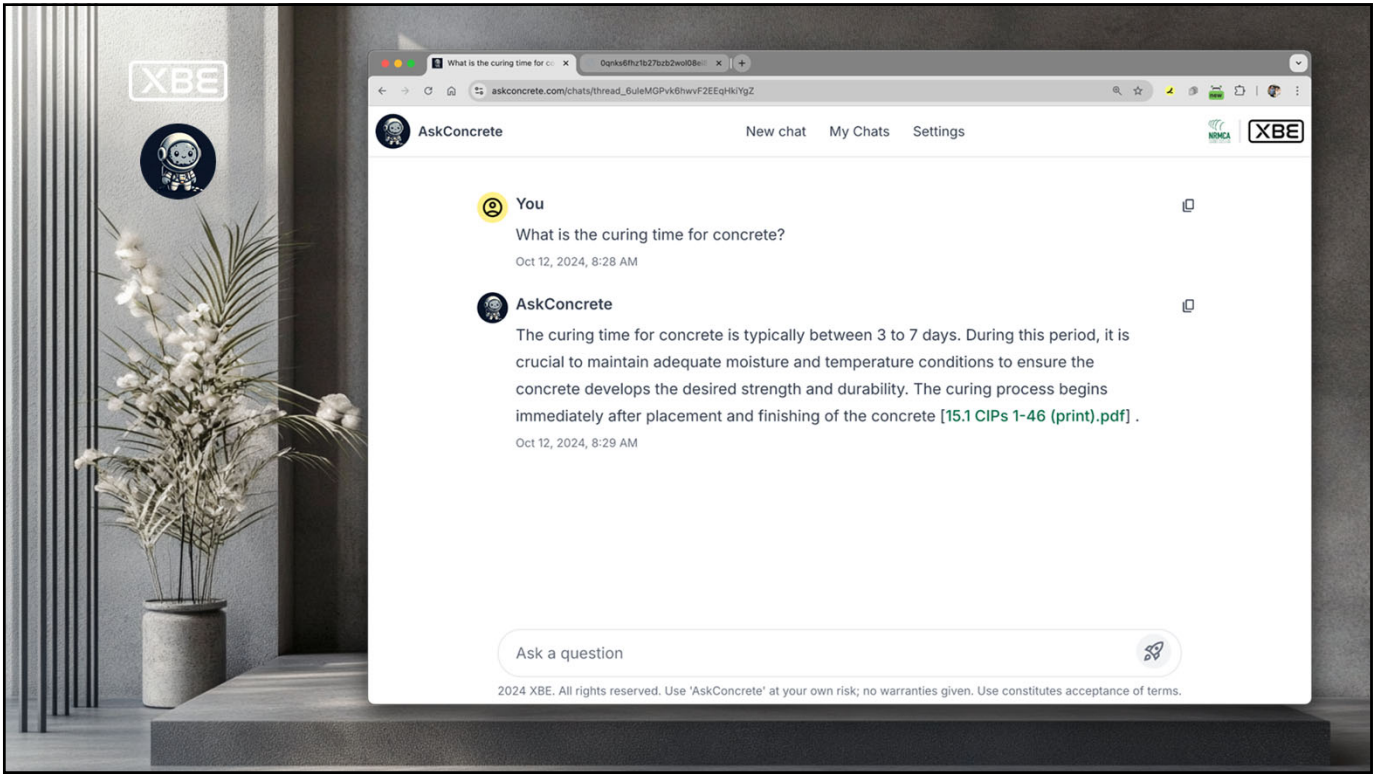 XBE
What is the curing time for co
askconcrete.com/chats/thread_6uleMGPvk6hwvF2EEqHkiYgZ
new
AskConcrete
New chat My Chats Settings
NRMCA
XBE
You
What is the curing time for concrete?
Oct 12, 2024, 8:28 AM
AskConcrete
The curing time for concrete is typically between 3 to 7 days. During this period, it is
crucial to maintain adequate moisture and temperature conditions to ensure the
concrete develops the desired strength and durability. The curing process begins
immediately after placement and finishing of the concrete [15.1 CIPs 1-46 (print).pdf] .
Oct 12, 2024, 8:29 AM
Ask a question
2024 XBE. All rights reserved. Use 'AskConcrete' at your own risk; no warranties given. Use constitutes acceptance of terms.